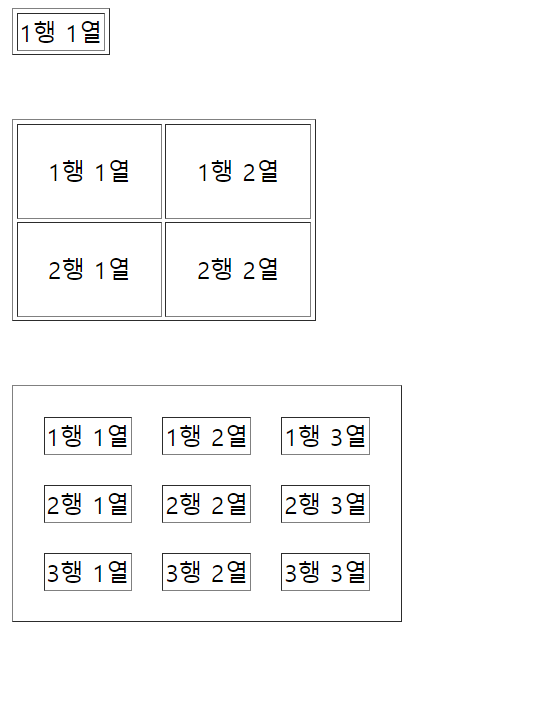 1행 1열
1행 1열 1행 2열
2행 1열 2행 2열
1행 1열 1행 2열 1행 3열
2행 1열 2행 2열 2행 3열
3행 1열 3행 2열 3행 3열